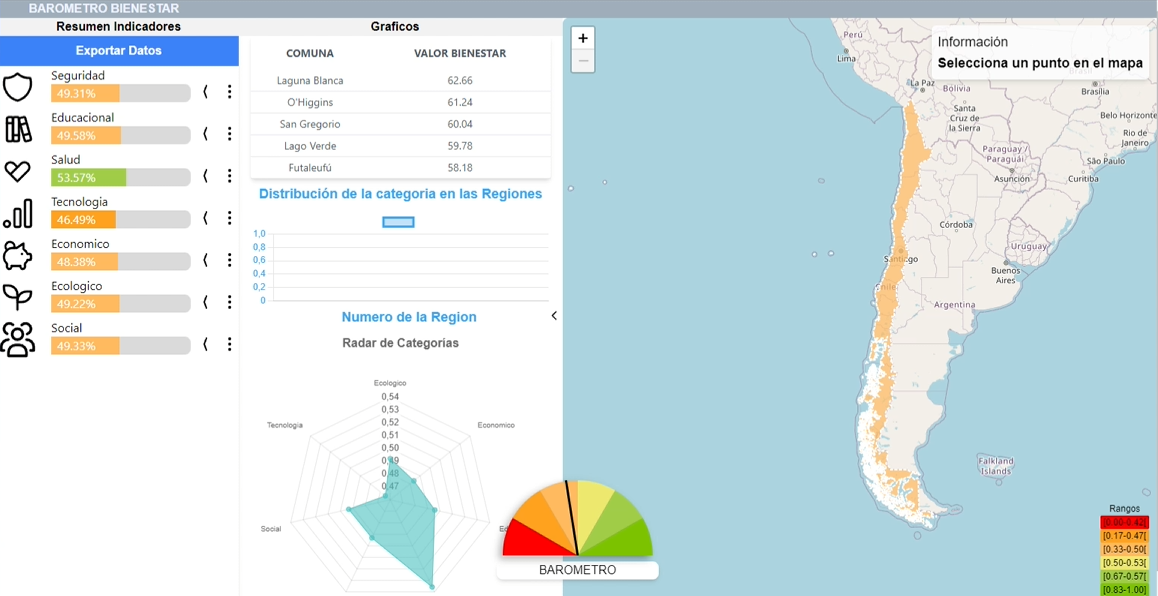 BAROMETRO BIENESTAR
Resumen Indicadores
Exportar Datos
Seguridad
49.31%
Educacional
49.58%
Salud
53.57%
Tecnologia
46.49%
Economico
48.38%
Ecologico
49.22%
Social
49.33%
Graficos
COMUNA VALOR BIENESTAR
Laguna Blanca 62.66
O'Higgins 61.24
San Gregorio 60.04
Lago Verde 59.78
Futaleufú 58.18
Distribución de la categoria en las Regiones
1,0
0,8
0,6
0,4
0,2
0
Numero de la Region
Radar de Categorias
Ecologico
0,54
0,53
0,52
0,51
0,50
0,49
0,48
0,47
Tecnologia
Economico
Social
BAROMETRO
+
−
Información
Selecciona un punto en el mapa
Perú
Lima
La Paz
Bolivia
Brasília
Santa
Cruz de
la Sierra
Belo Horizonte
Rio de
Janeiro
Paraguay /
Paraguái
São Paulo
Asunción
Curitiba
Córdoba
Uruguay
Santiago
Buenos
Aires
Chile
Argentina
Falkland
Islands
Rangos
[0.00-0.42[
[0.17-0.47[
[0.33-0.50[
[0.50-0.53[
[0.67-0.57[
[0.83-1.00]